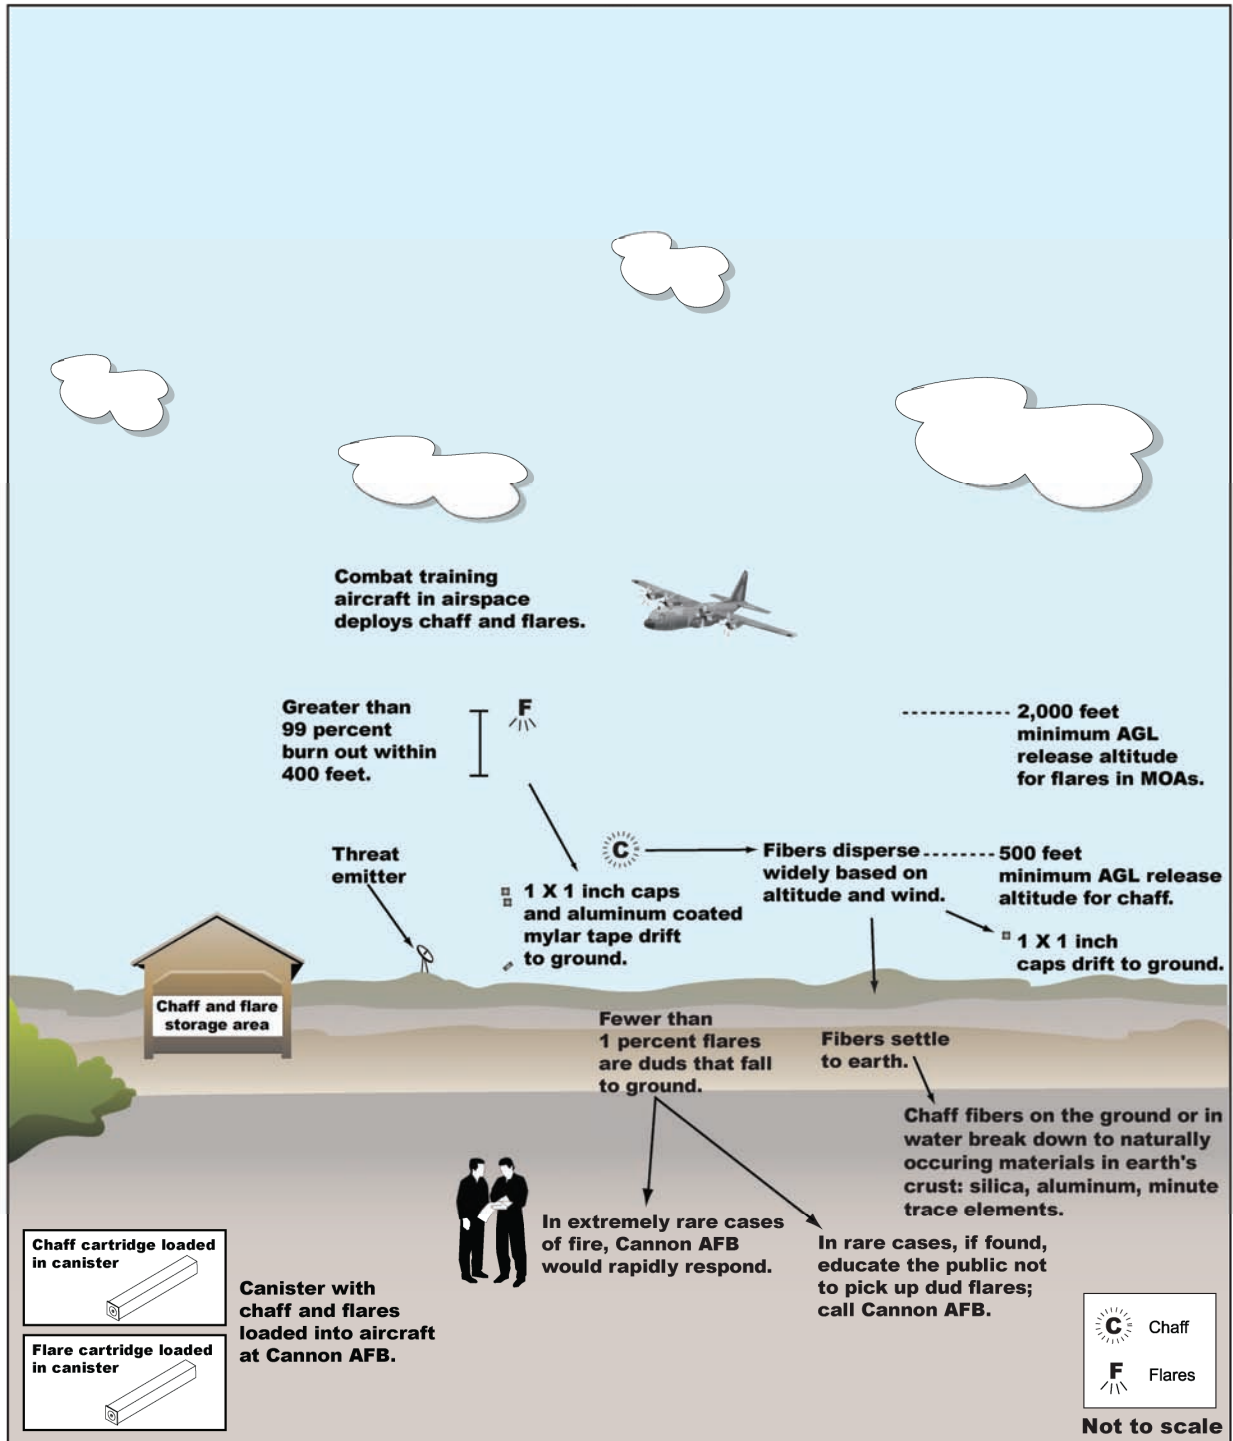 Combat training
aircraft in airspace
deploys chaff and flares.
Greater than
99 percent
burn out within
400 feet.
F
2,000 feet
minimum AGL
release altitude
for flares in MOAs.
Threat
emitter
C
Fibers disperse
widely based on
altitude and wind.
500 feet
minimum AGL release
altitude for chaff.
1 X 1 inch caps
and aluminum coated
mylar tape drift
to ground.
1 X 1 inch
caps drift to ground.
Chaff and flare
storage area
Fewer than
1 percent flares
are duds that fall
to ground.
Fibers settle
to earth.
Chaff fibers on the ground or in
water break down to naturally
occuring materials in earth's
crust: silica, aluminum, minute
trace elements.
In extremely rare cases
of fire, Cannon AFB
would rapidly respond.
In rare cases, if found,
educate the public not
to pick up dud flares;
call Cannon AFB.
Chaff cartridge loaded
in canister
Flare cartridge loaded
in canister
Canister with
chaff and flares
loaded into aircraft
at Cannon AFB.
C Chaff
F Flares
Not to scale